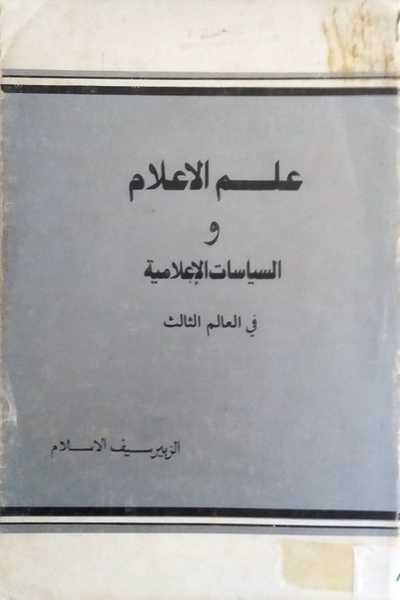 علم الاعلام
و
السياسات الإعلامية
في العالم الثالث
الزبير سيف الاسلام